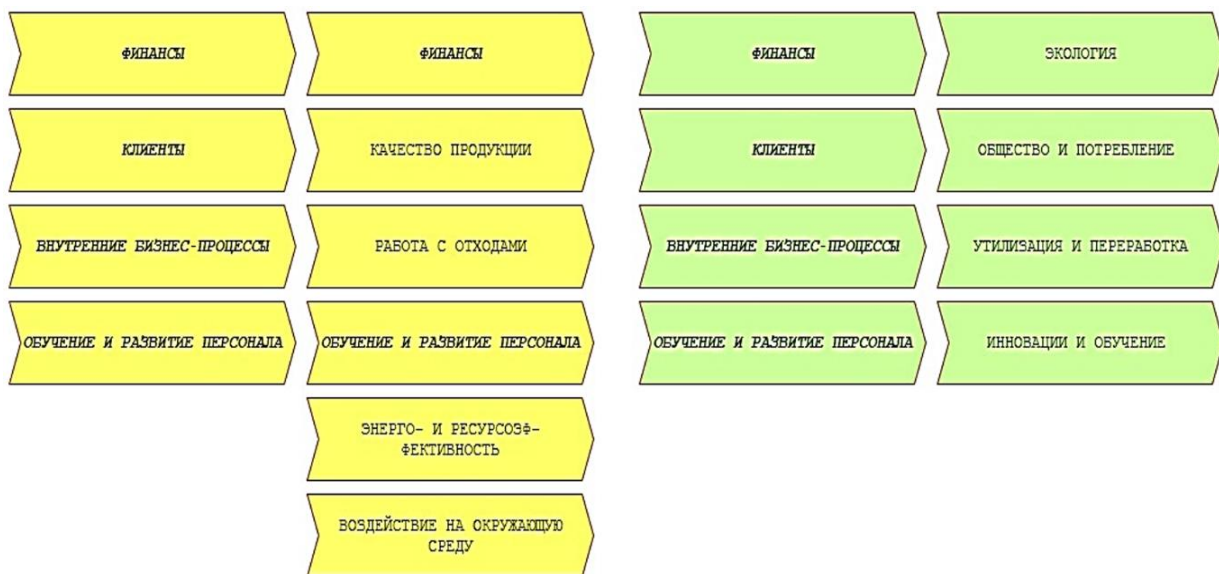 ФИНАНСЫ
ФИНАНСЫ
ФИНАНСЫ
ЭКОЛОГИЯ
КЛИЕНТЫ
КАЧЕСТВО ПРОДУКЦИИ
КЛИЕНТЫ
ОБЩЕСТВО И ПОТРЕБЛЕНИЕ
ВНУТРЕННИЕ БИЗНЕС-ПРОЦЕССЫ
РАБОТА С ОТХОДАМИ
ВНУТРЕННИЕ БИЗНЕС-ПРОЦЕССЫ
УТИЛИЗАЦИЯ И ПЕРЕРАБОТКА
ОБУЧЕНИЕ И РАЗВИТИЕ ПЕРСОНАЛА
ОБУЧЕНИЕ И РАЗВИТИЕ ПЕРСОНАЛА
ОБУЧЕНИЕ И РАЗВИТИЕ ПЕРСОНАЛА
ИННОВАЦИИ И ОБУЧЕНИЕ
ЭНЕРГО- И РЕСУРСОЭФ-
ФЕКТИВНОСТЬ
ВОЗДЕЙСТВИЕ НА ОКРУЖАЮЩУЮ
СРЕДУ